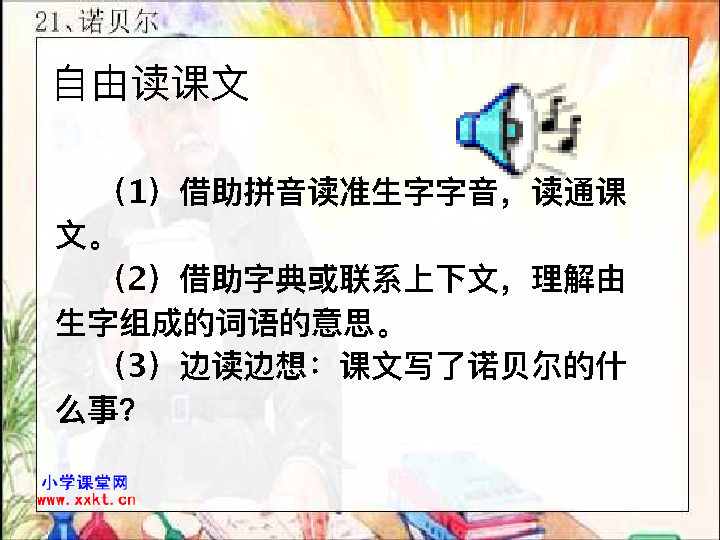 21、诺贝尔
自由读课文
（1）借助拼音读准生字字音，读通课
文。
（2）借助字典或联系上下文，理解由
生字组成的词语的意思。
（3）边读边想：课文写了诺贝尔的什
么事？
小学课堂网
www.xxkt.cn